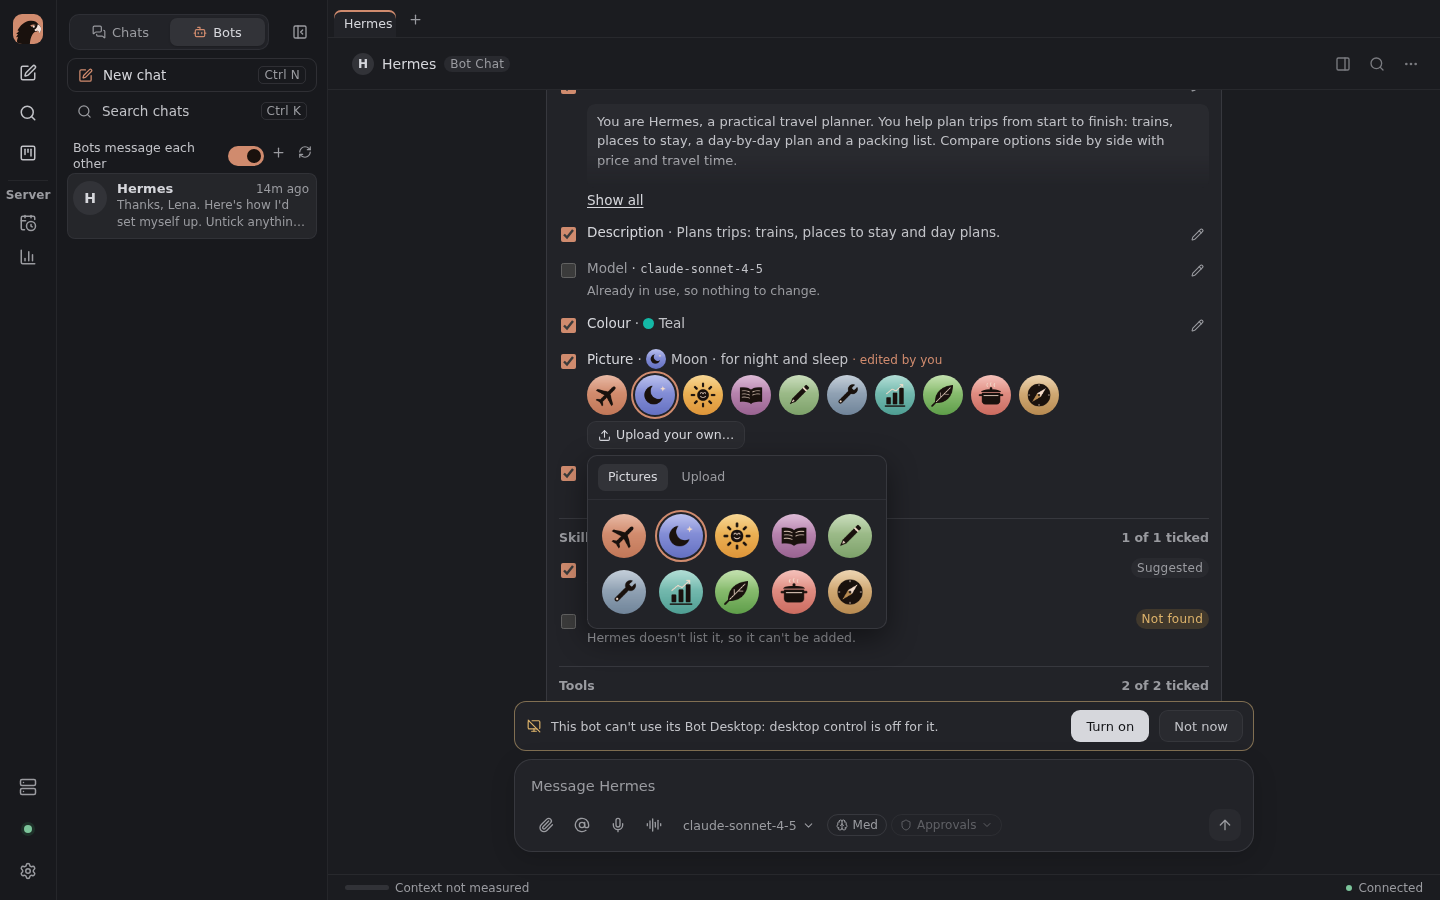 Chats
Bots
New chat
Ctrl N
Search chats
Ctrl K
Bots message each
other
Server
H
Hermes
14m ago
Thanks, Lena. Here's how I'd
set myself up. Untick anythin…
Hermes
H
Hermes
Bot Chat
You are Hermes, a practical travel planner. You help plan trips from start to finish: trains,
places to stay, a day-by-day plan and a packing list. Compare options side by side with
price and travel time.
Show all
Description · Plans trips: trains, places to stay and day plans.
Model · claude-sonnet-4-5
Already in use, so nothing to change.
Colour · Teal
Picture · Moon · for night and sleep · edited by you
Upload your own…
Pictures
Upload
Skil
1 of 1 ticked
Suggested
Not found
Hermes doesn't list it, so it can't be added.
Tools
2 of 2 ticked
This bot can't use its Bot Desktop: desktop control is off for it.
Turn on
Not now
Message Hermes
claude-sonnet-4-5
Med
Approvals
Context not measured
Connected